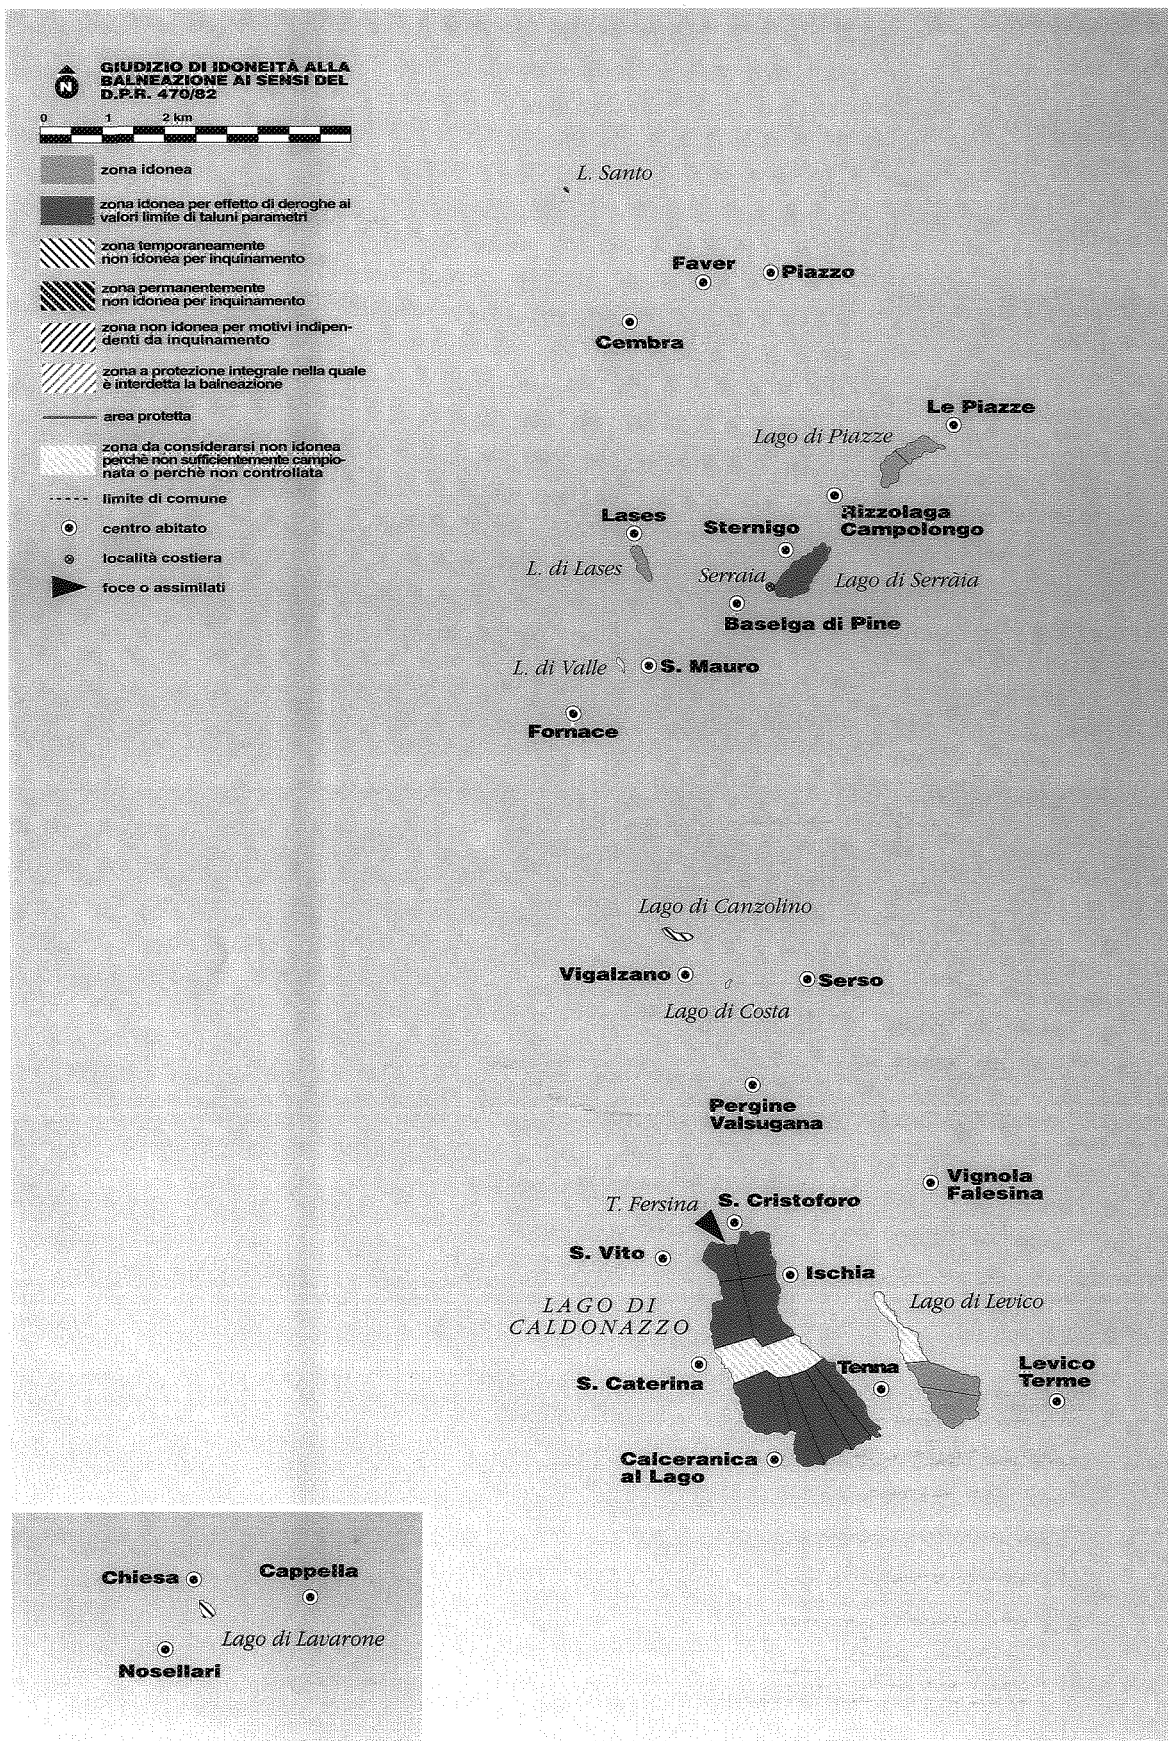 GIUDIZIO DI IDONEITÀ ALLA
BALNEAZIONE AI SENSI DEL
D.P.R. 470/82
N
0 1 2 km
zona idonea
zona idonea per effetto di deroghe ai
valori limite di taluni parametri
zona temporaneamente
non idonea per inquinamento
zona permanentemente
non idonea per inquinamento
zona non idonea per motivi indipen-
denti da inquinamento
zona a protezione integrale nella quale
è interdetta la balneazione
area protetta
zona da considerarsi non idonea
perchè non sufficientemente campio-
nata o perchè non controllata
limite di comune
centro abitato
località costiera
foce o assimilati
L. Santo
Faver
Piazzo
Cembra
Le Piazze
Lago di Piazze
Rizzolaga
Campolongo
Lases
Sternigo
L. di Lases
Serraia
Lago di Serràia
Baselga di Pine
L. di Valle
S. Mauro
Fornace
Lago di Canzolino
Vigalzano
Serso
Lago di Costa
Pergine
Valsugana
Vignola
Falesina
T. Fersina
S. Cristoforo
S. Vito
Ischia
LAGO DI
CALDONAZZO
Lago di Levico
S. Caterina
Tenna
Levico
Terme
Calceranica
al Lago
Chiesa
Cappella
Lago di Lavarone
Nosellari